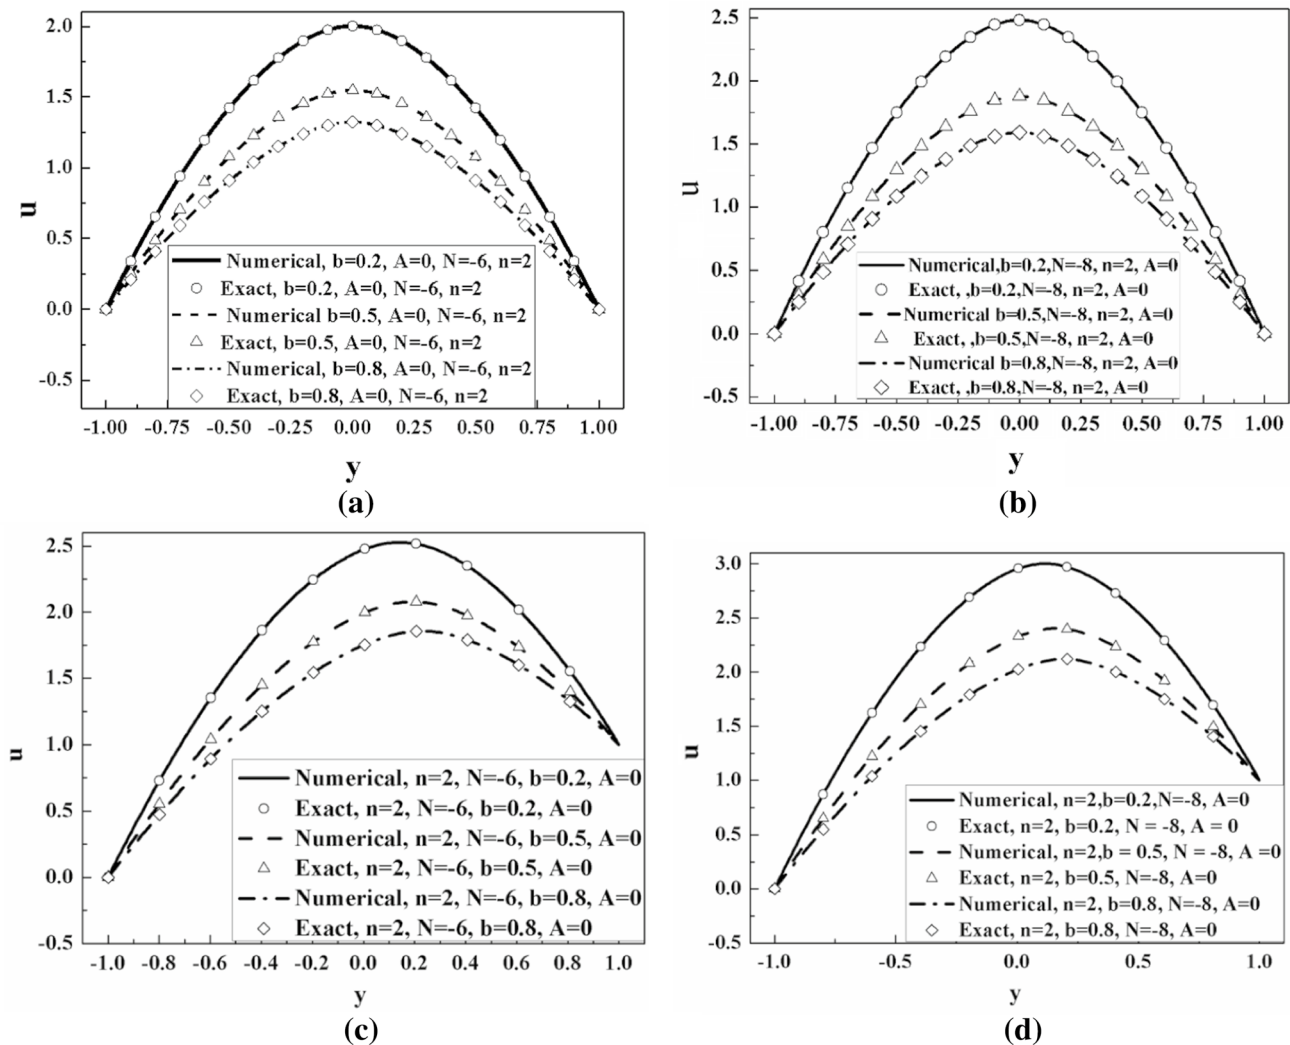 2.0
1.5
1.0
0.5
0.0
-0.5
u
Numerical, b=0.2, A=0, N=-6, n=2
Exact, b=0.2, A=0, N=-6, n=2
Numerical b=0.5, A=0, N=-6, n=2
Exact, b=0.5, A=0, N=-6, n=2
Numerical, b=0.8, A=0, N=-6, n=2
Exact, b=0.8, A=0, N=-6, n=2
-1.00 -0.75 -0.50 -0.25 0.00 0.25 0.50 0.75 1.00
y
(a)
2.5
2.0
1.5
1.0
0.5
0.0
-0.5
u
Numerical,b=0.2,N=-8, n=2, A=0
Exact, ,b=0.2,N=-8, n=2, A=0
Numerical b=0.5,N=-8, n=2, A=0
Exact, ,b=0.5,N=-8, n=2, A=0
Numerical b=0.8,N=-8, n=2, A=0
Exact, ,b=0.8,N=-8, n=2, A=0
-1.00 -0.75 -0.50 -0.25 0.00 0.25 0.50 0.75 1.00
y
(b)
2.5
2.0
1.5
1.0
0.5
0.0
-0.5
u
Numerical, n=2, N=-6, b=0.2, A=0
Exact, n=2, N=-6, b=0.2, A=0
Numerical, n=2, N=-6, b=0.5, A=0
Exact, n=2, N=-6, b=0.5, A=0
Numerical, n=2, N=-6, b=0.8, A=0
Exact, n=2, N=-6, b=0.8, A=0
-1.0 -0.8 -0.6 -0.4 -0.2 0.0 0.2 0.4 0.6 0.8 1.0
y
(c)
3.0
2.5
2.0
1.5
1.0
0.5
0.0
-0.5
u
Numerical, n=2,b=0.2,N=-8, A=0
Exact, n=2, b=0.2, N = -8, A = 0
Numerical, n=2,b = 0.5, N = -8, A =0
Exact, n=2, b=0.5, N=-8, A=0
Numerical, n=2, b=0.8, N=-8, A=0
Exact, n=2, b=0.8, N=-8, A=0
-1.0 -0.5 0.0 0.5 1.0
y
(d)